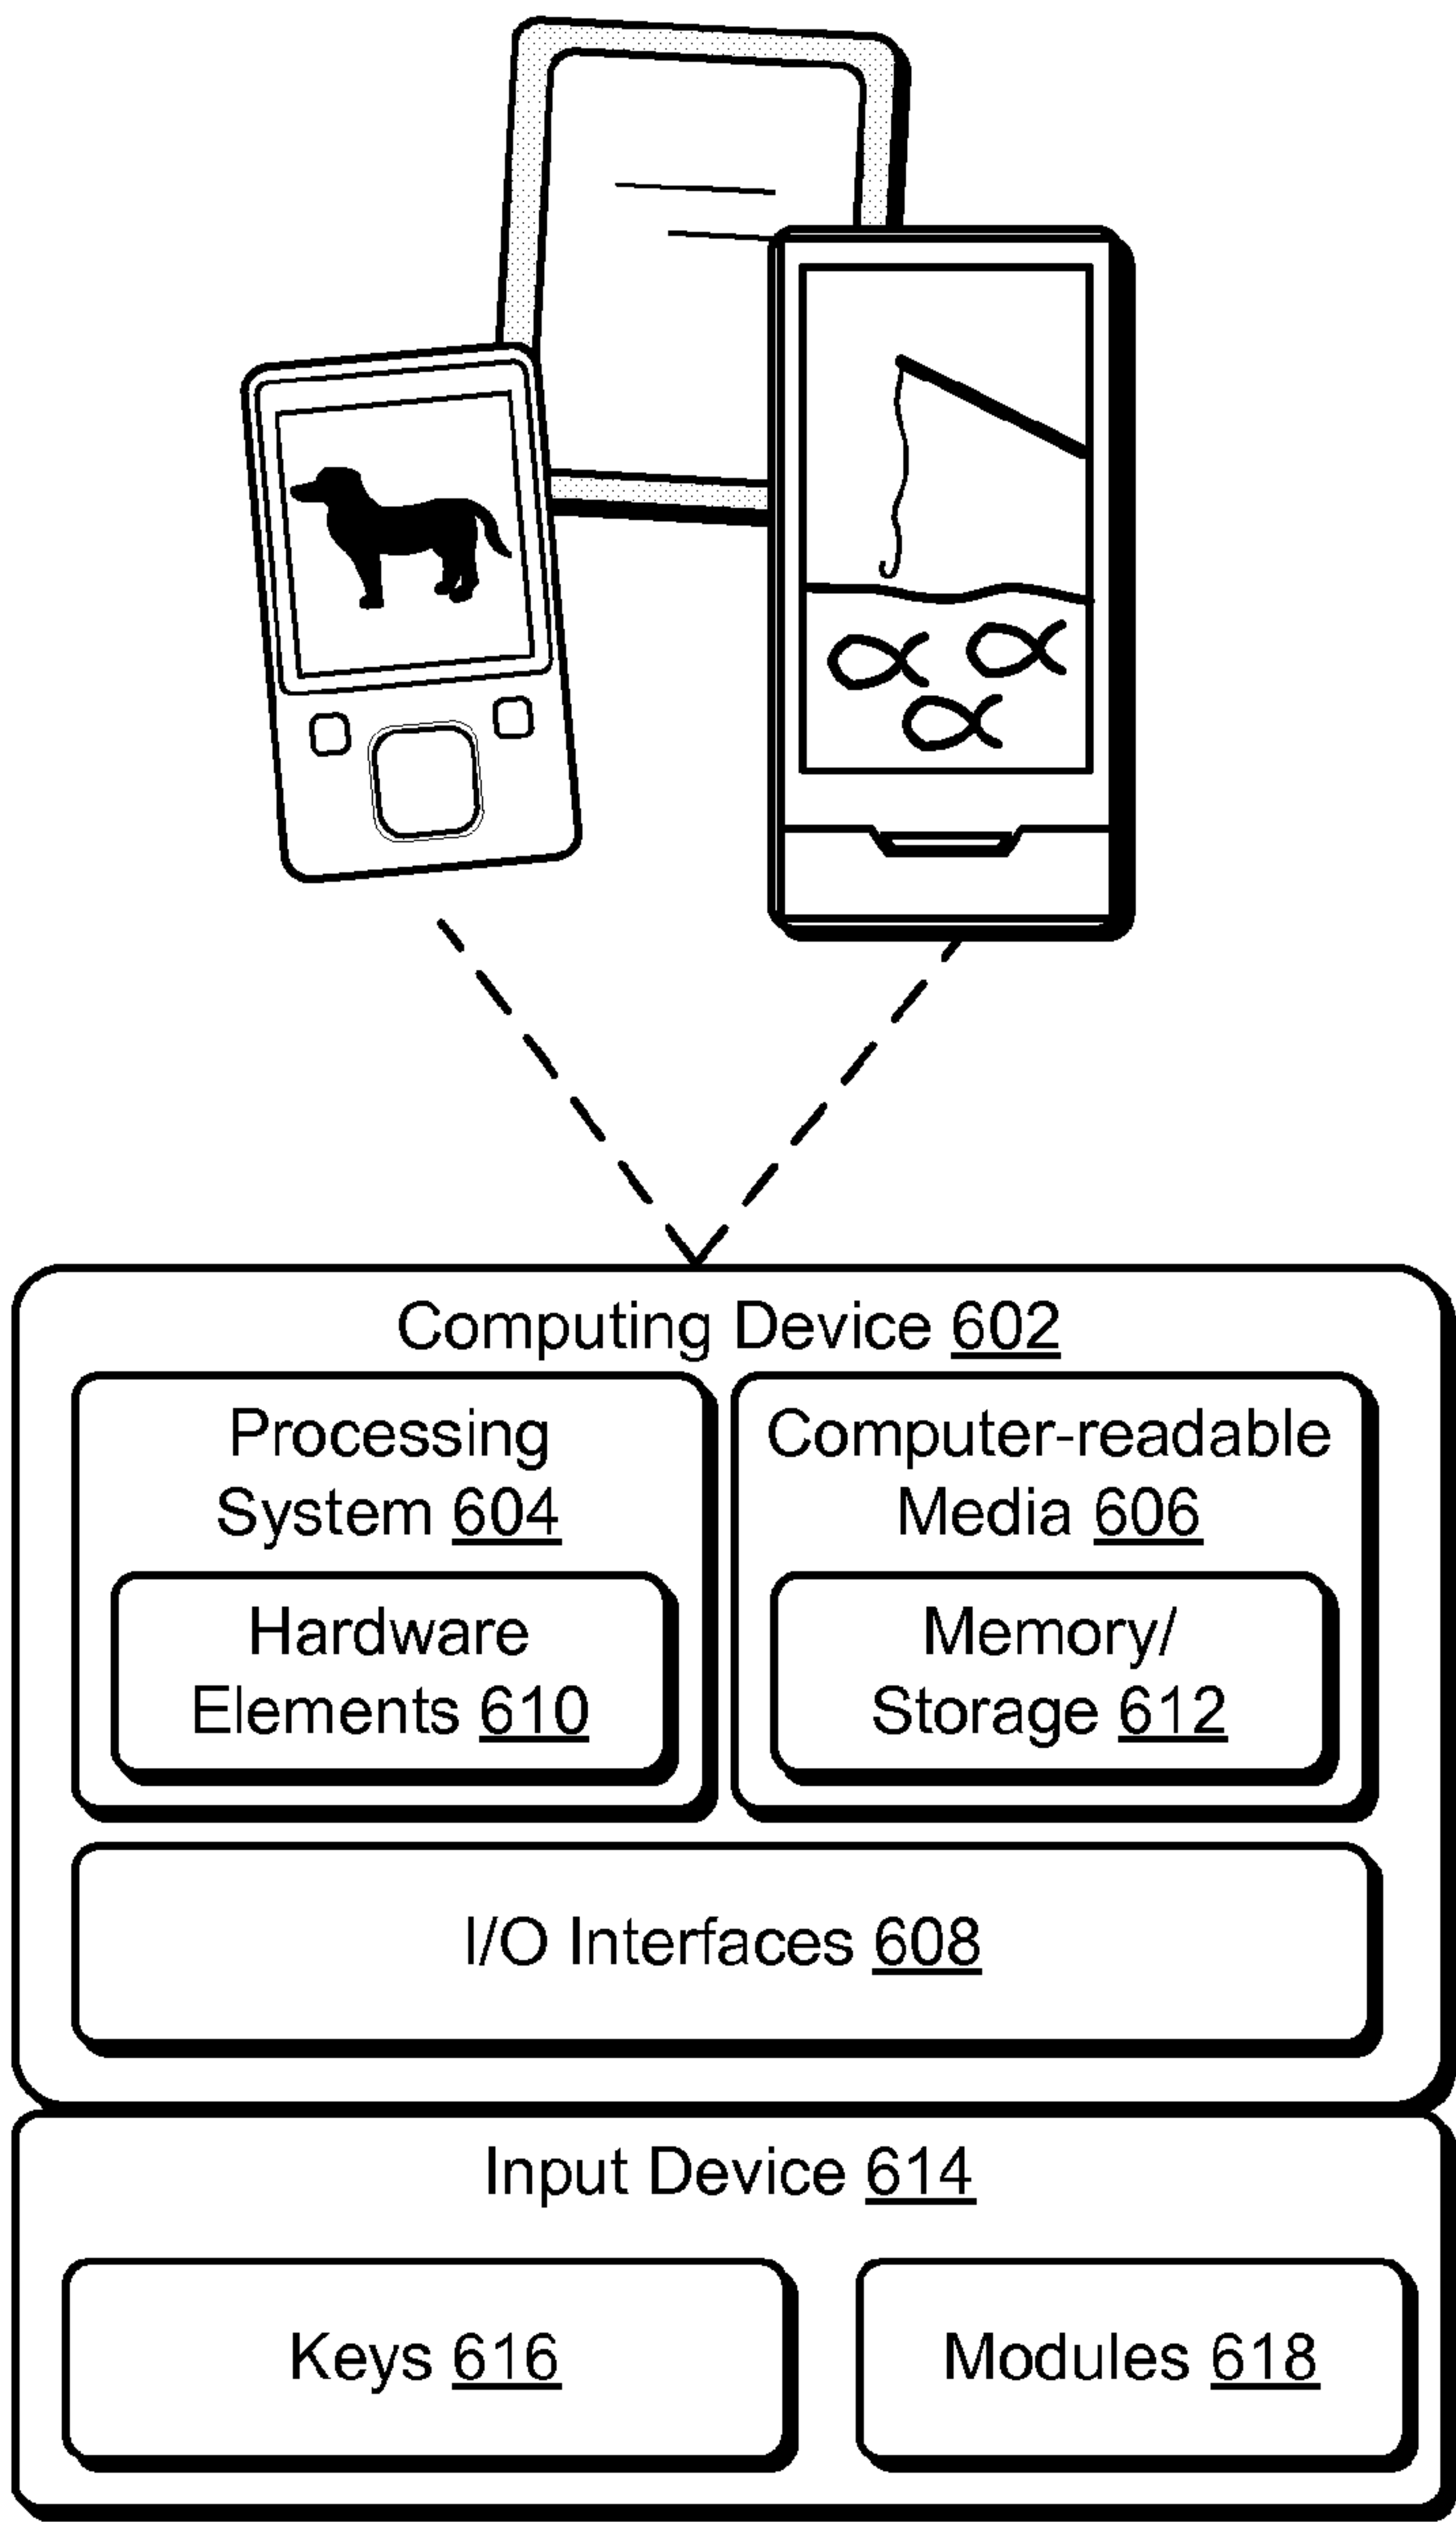 Computing Device 602
Processing
System 604
Hardware
Elements 610
Computer-readable
Media 606
Memory/
Storage 612
I/O Interfaces 608
Input Device 614
Keys 616
Modules 618